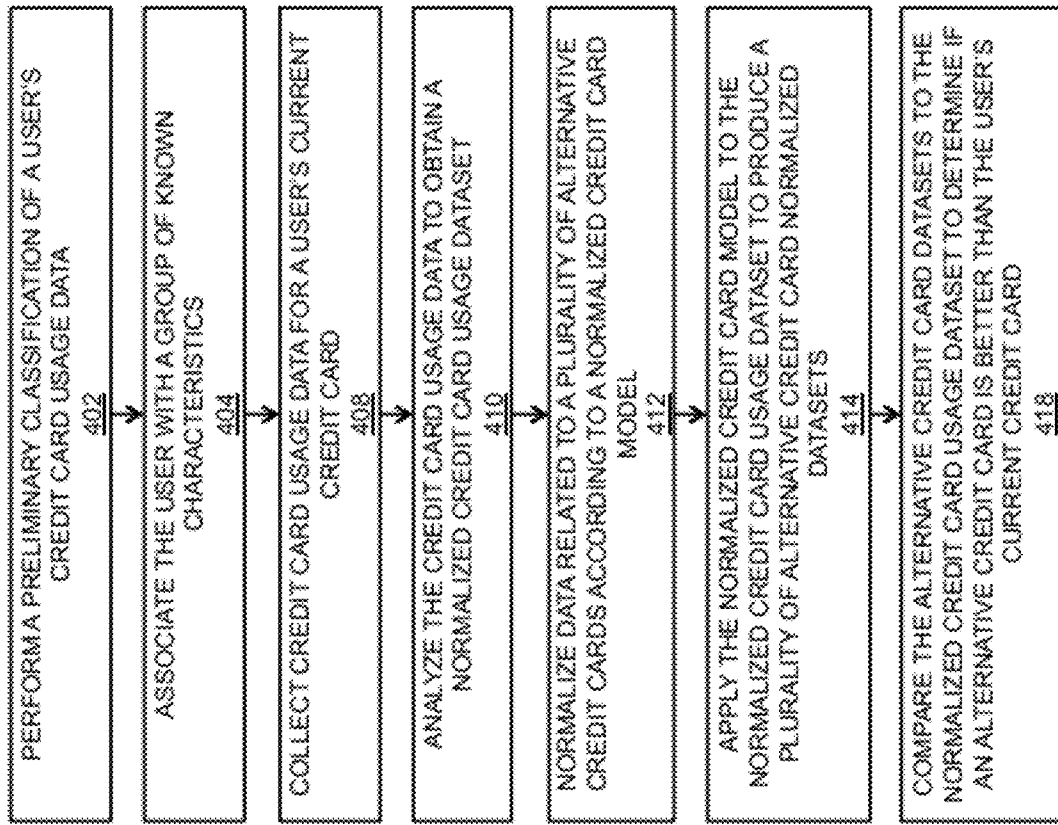 PERFORM A PRELIMINARY CLASSIFICATION OF A USER'S
CREDIT CARD USAGE DATA
402
ASSOCIATE THE USER WITH A GROUP OF KNOWN
CHARACTERISTICS
404
COLLECT CREDIT CARD USAGE DATA FOR A USER'S CURRENT
CREDIT CARD
408
ANALYZE THE CREDIT CARD USAGE DATA TO OBTAIN A
NORMALIZED CREDIT CARD USAGE DATASET
410
NORMALIZE DATA RELATED TO A PLURALITY OF ALTERNATIVE
CREDIT CARDS ACCORDING TO A NORMALIZED CREDIT CARD
MODEL
412
APPLY THE NORMALIZED CREDIT CARD MODEL TO THE
NORMALIZED CREDIT CARD USAGE DATASET TO PRODUCE A
PLURALITY OF ALTERNATIVE CREDIT CARD NORMALIZED
DATASETS
414
COMPARE THE ALTERNATIVE CREDIT CARD DATASETS TO THE
NORMALIZED CREDIT CARD USAGE DATASET TO DETERMINE IF
AN ALTERNATIVE CREDIT CARD IS BETTER THAN THE USER'S
CURRENT CREDIT CARD
418